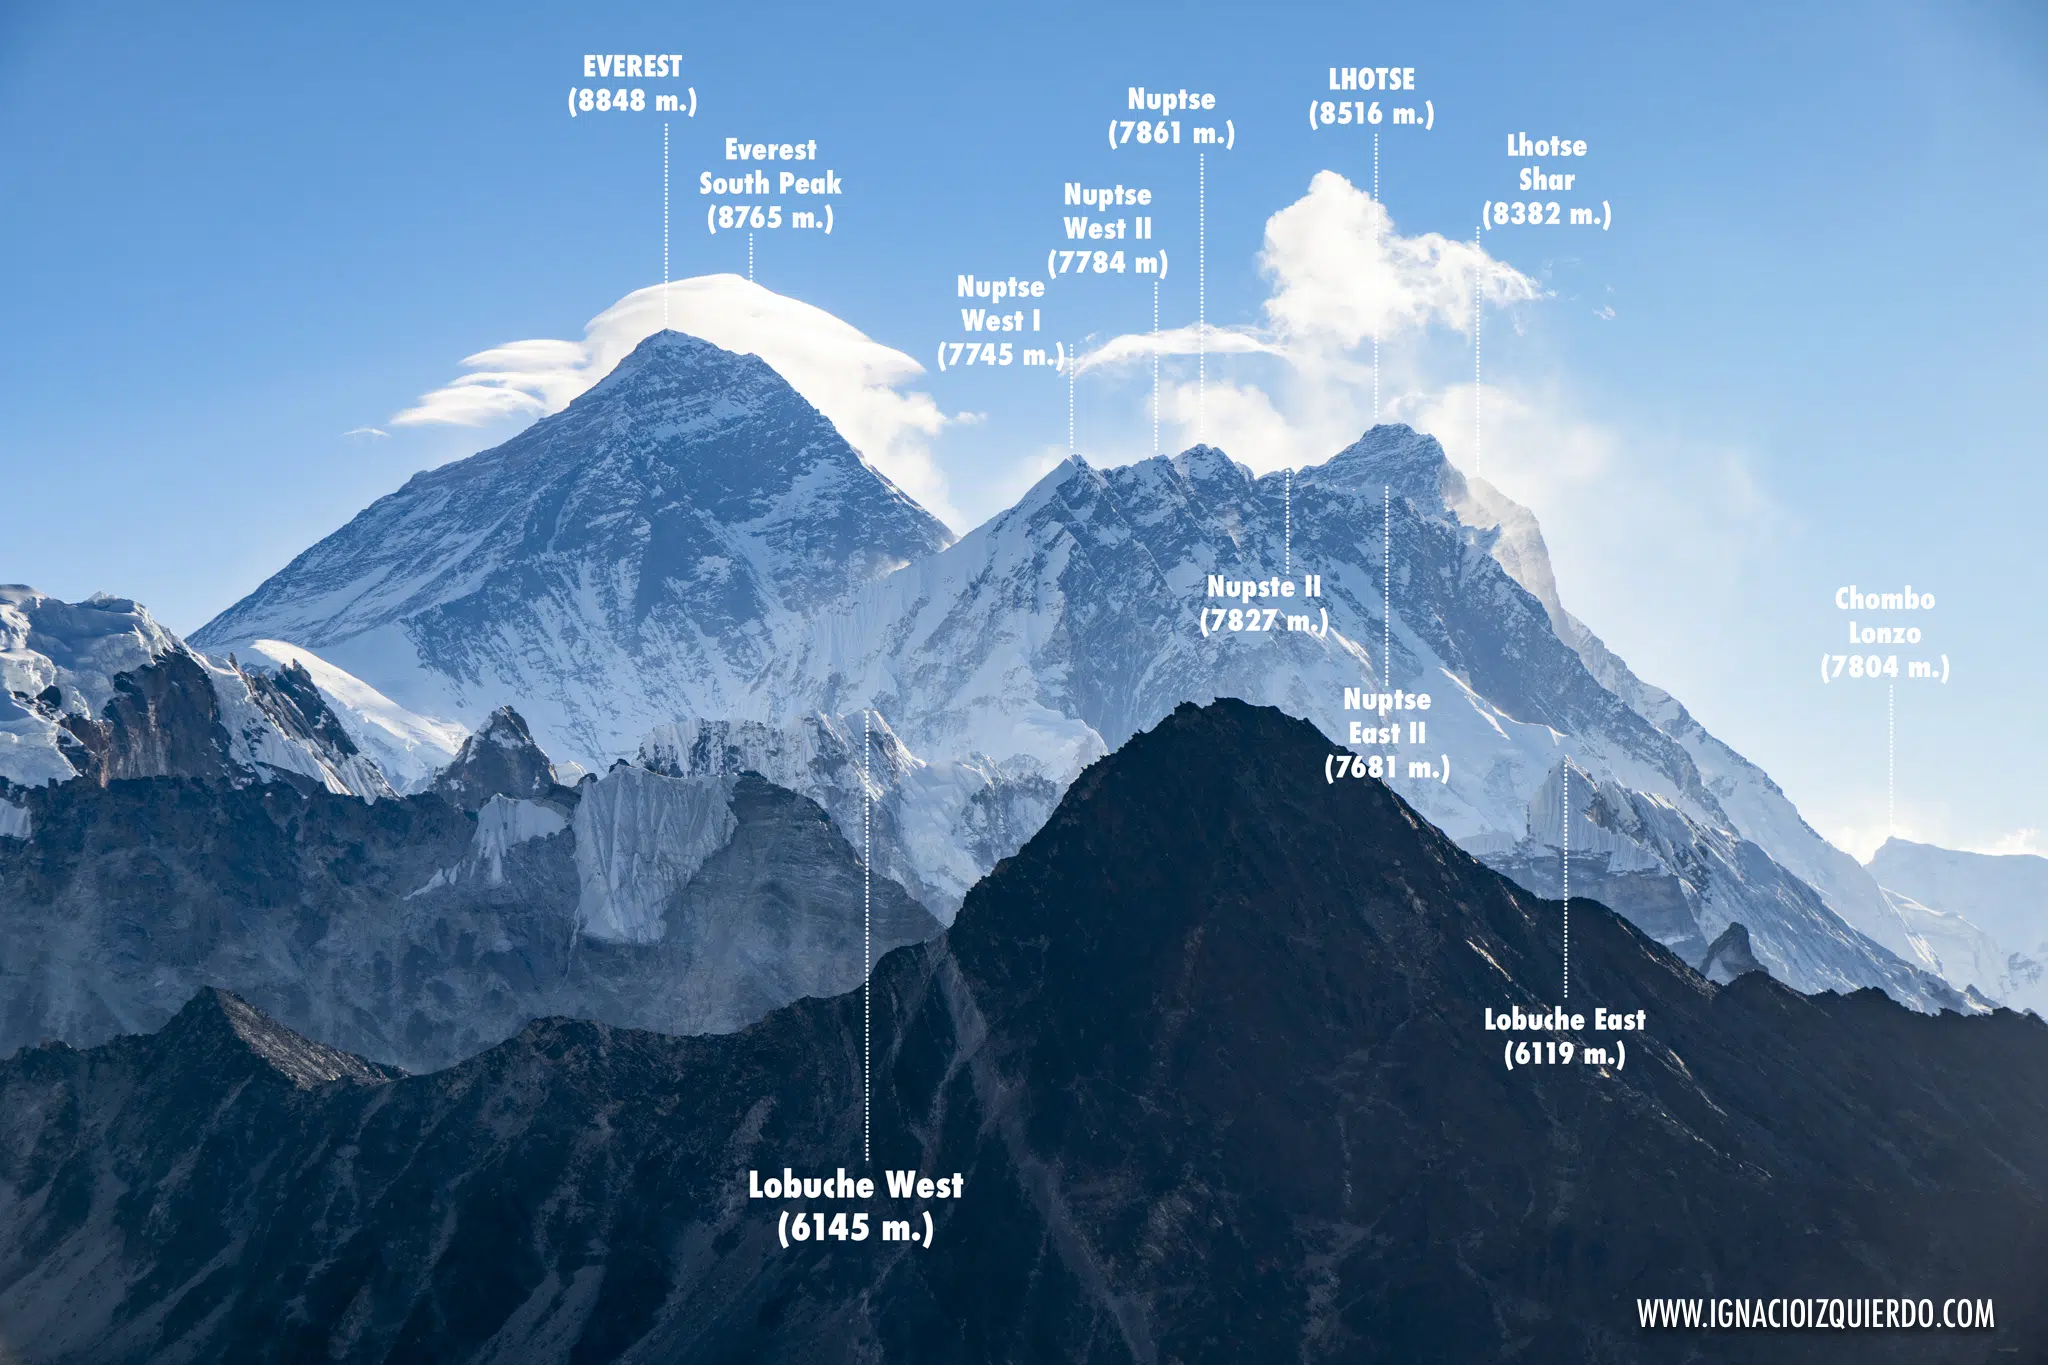 EVEREST
(8848 m.)
Everest
South Peak
(8765 m.)
Nuptse
West I
(7745 m.)
Nuptse
West II
(7784 m)
Nuptse
(7861 m.)
LHOTSE
(8516 m.)
Lhotse
Shar
(8382 m.)
Nupste II
(7827 m.)
Nuptse
East II
(7681 m.)
Chombo
Lonzo
(7804 m.)
Lobuche East
(6119 m.)
Lobuche West
(6145 m.)
WWW.IGNACIOIZQUIERDO.COM